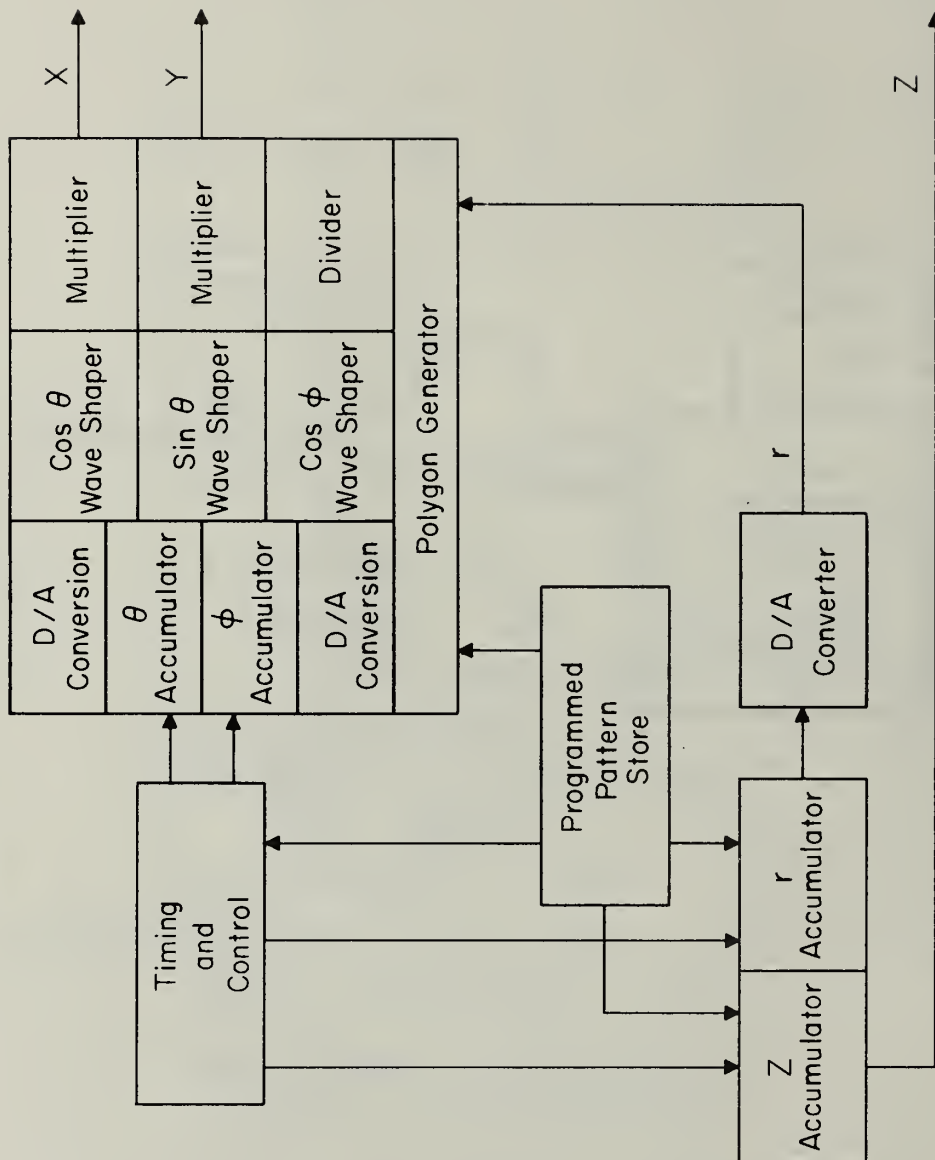 D/A
Conversion
Cos θ
Wave Shaper
Multiplier
X
Timing
and
Control
θ
Accumulator
Sin θ
Wave Shaper
Multiplier
Y
ϕ
Accumulator
Cos ϕ
Wave Shaper
Divider
D/A
Conversion
Polygon Generator
Programmed
Pattern
Store
Z
Accumulator
r
Accumulator
D/A
Converter
r
Z